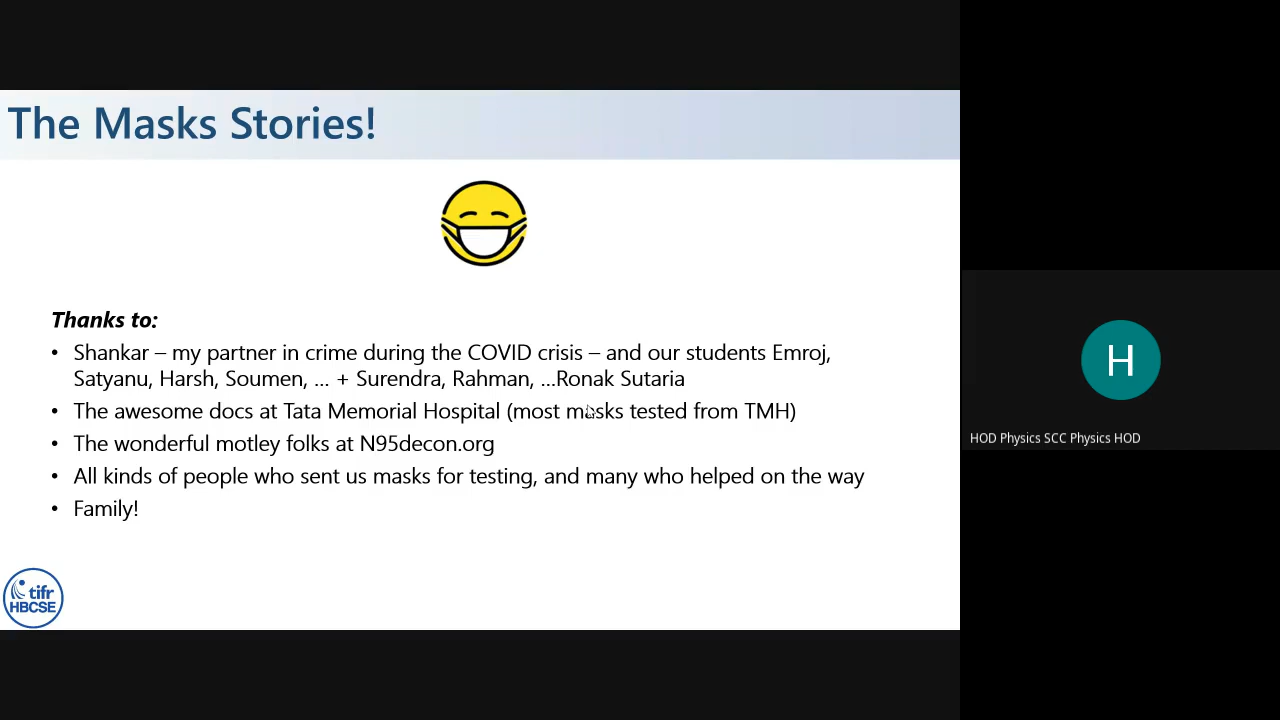 The Masks Stories!
Thanks to:
• Shankar – my partner in crime during the COVID crisis – and our students Emroj,
Satyanu, Harsh, Soumen, ... + Surendra, Rahman, ...Ronak Sutaria
• The awesome docs at Tata Memorial Hospital (most masks tested from TMH)
• The wonderful motley folks at N95decon.org
• All kinds of people who sent us masks for testing, and many who helped on the way
• Family!
tifr
HBCSE
H
HOD Physics SCC Physics HOD